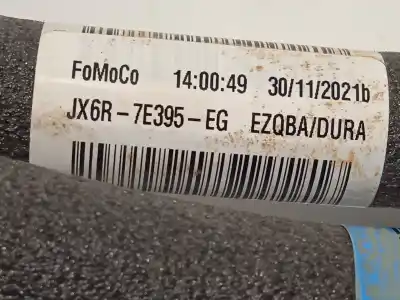 FoMoCo 14:00:49 30/11/2021b
JX6R-7E395-EG EZQBA/DURA